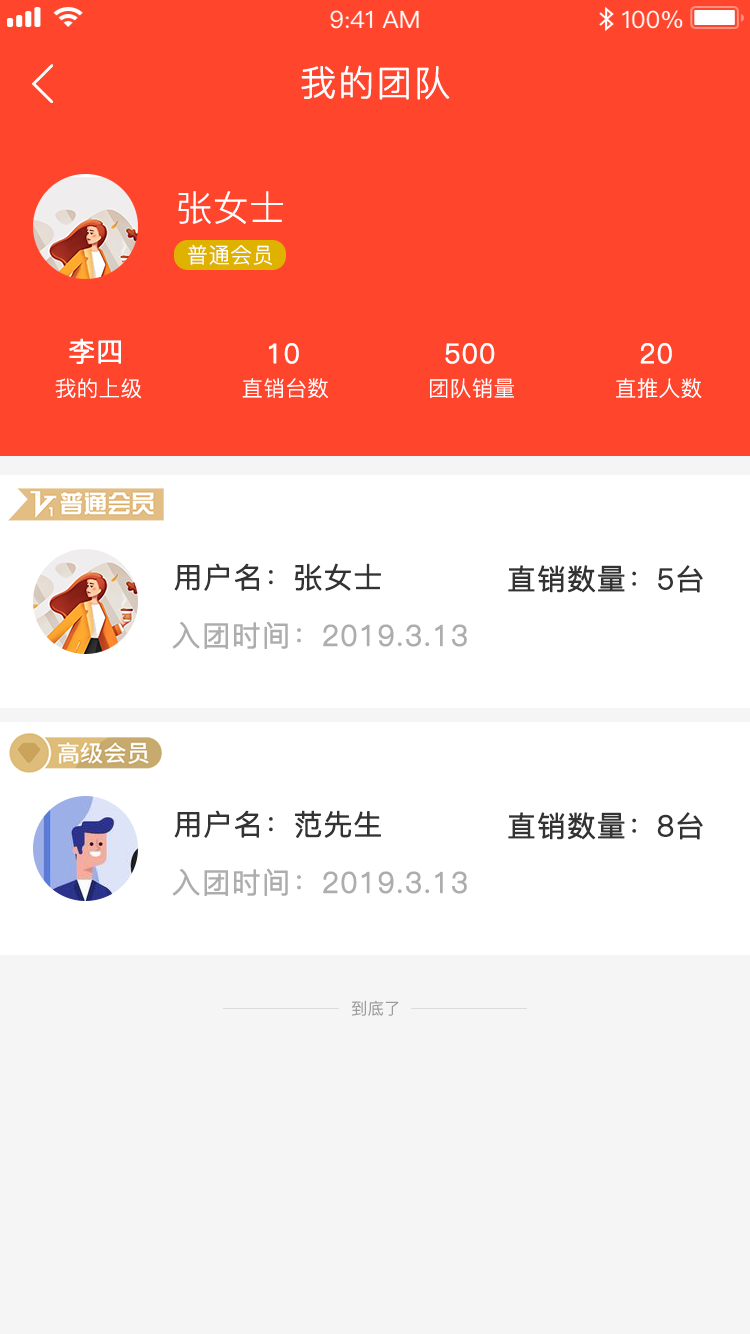 9:41 AM
100%
我的团队
张女士
普通会员
李四 10 500 20
我的上级 直销台数 团队销量 直推人数
V1普通会员
用户名：张女士 直销数量：5台
入团时间：2019.3.13
高级会员
用户名：范先生 直销数量：8台
入团时间：2019.3.13
到底了